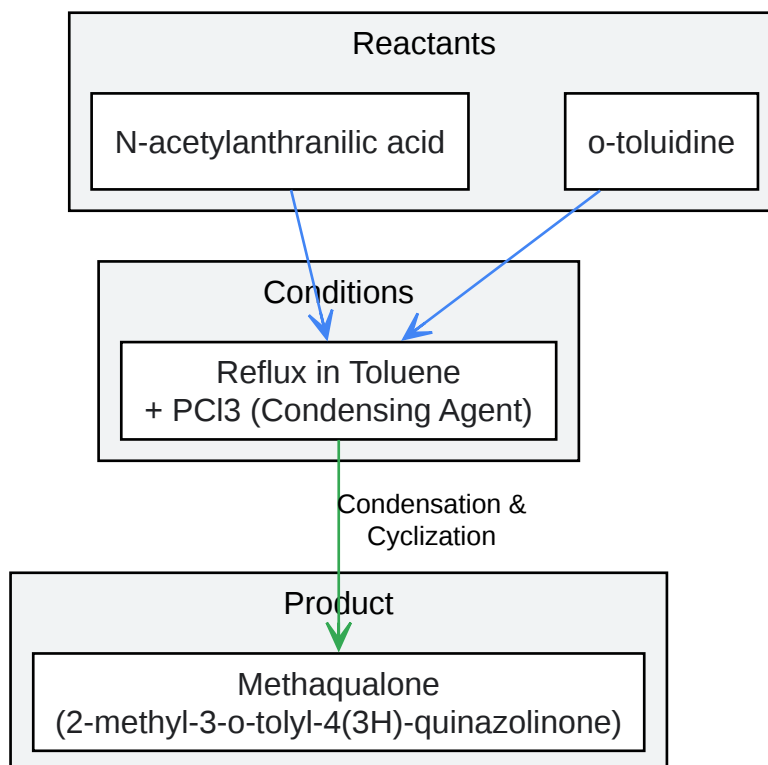 Reactants
N-acetylanthranilic acid
o-toluidine
Conditions
Reflux in Toluene
+ PCl3 (Condensing Agent)
Condensation &
Cyclization
Product
Methaqualone
(2-methyl-3-o-tolyl-4(3H)-quinazolinone)